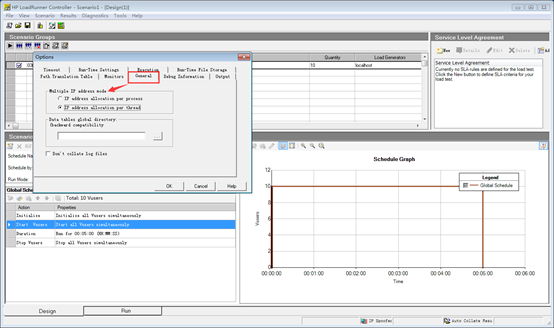 HP LoadRunner Controller - Scenario1 - [Design(1)]
File View Scenario Diagnostics Tools Help
Scenario Groups
Quantity Load Generators
10 localhost
Service Level Agreement
New Details Edit Delete Ad
Service Level Agreement
Currently no SLA rules are defined for the load test.
Click the New button to define SLA criteria for your
load test.
Options
Timeout Run-Time Settings Execution Run-Time File Storage
Path Translation Table Monitors General Debug Information Output
Multiple IP address mode
IP address allocation per process
IP address allocation per thread
Data tables global directory
(backward compatibility
...
Don't collate log files
OK Cancel Help
Scenario
Schedule Name
Schedule by
Run Mode:
Global Sche
Total: 10 Vusers
Action Properties
Initialize Initialize all Vusers simultaneously
Start Vusers Start all Vusers simultaneously
Duration Run for 00:05:00 (HH:MM:SS)
Stop Vusers Stop all Vusers simultaneously
Schedule Graph
Legend
Global Schedule
Vusers
12
10
8
6
4
2
0
00:00:00 00:01:00 00:02:00 00:03:00 00:04:00 00:05:00 00:06:00
Time
Design Run
IP Spoofer Auto Collate Resu